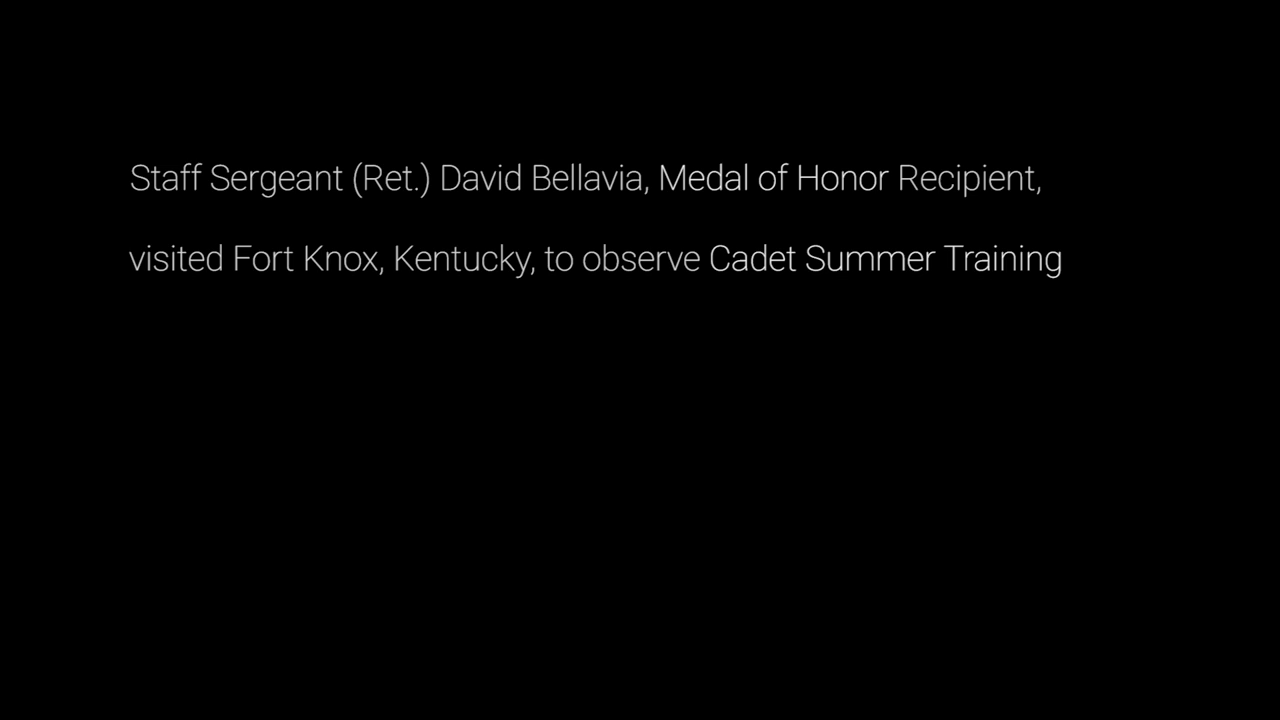 Staff Sergeant (Ret.) David Bellavia, Medal of Honor Recipient,
visited Fort Knox, Kentucky, to observe Cadet Summer Training